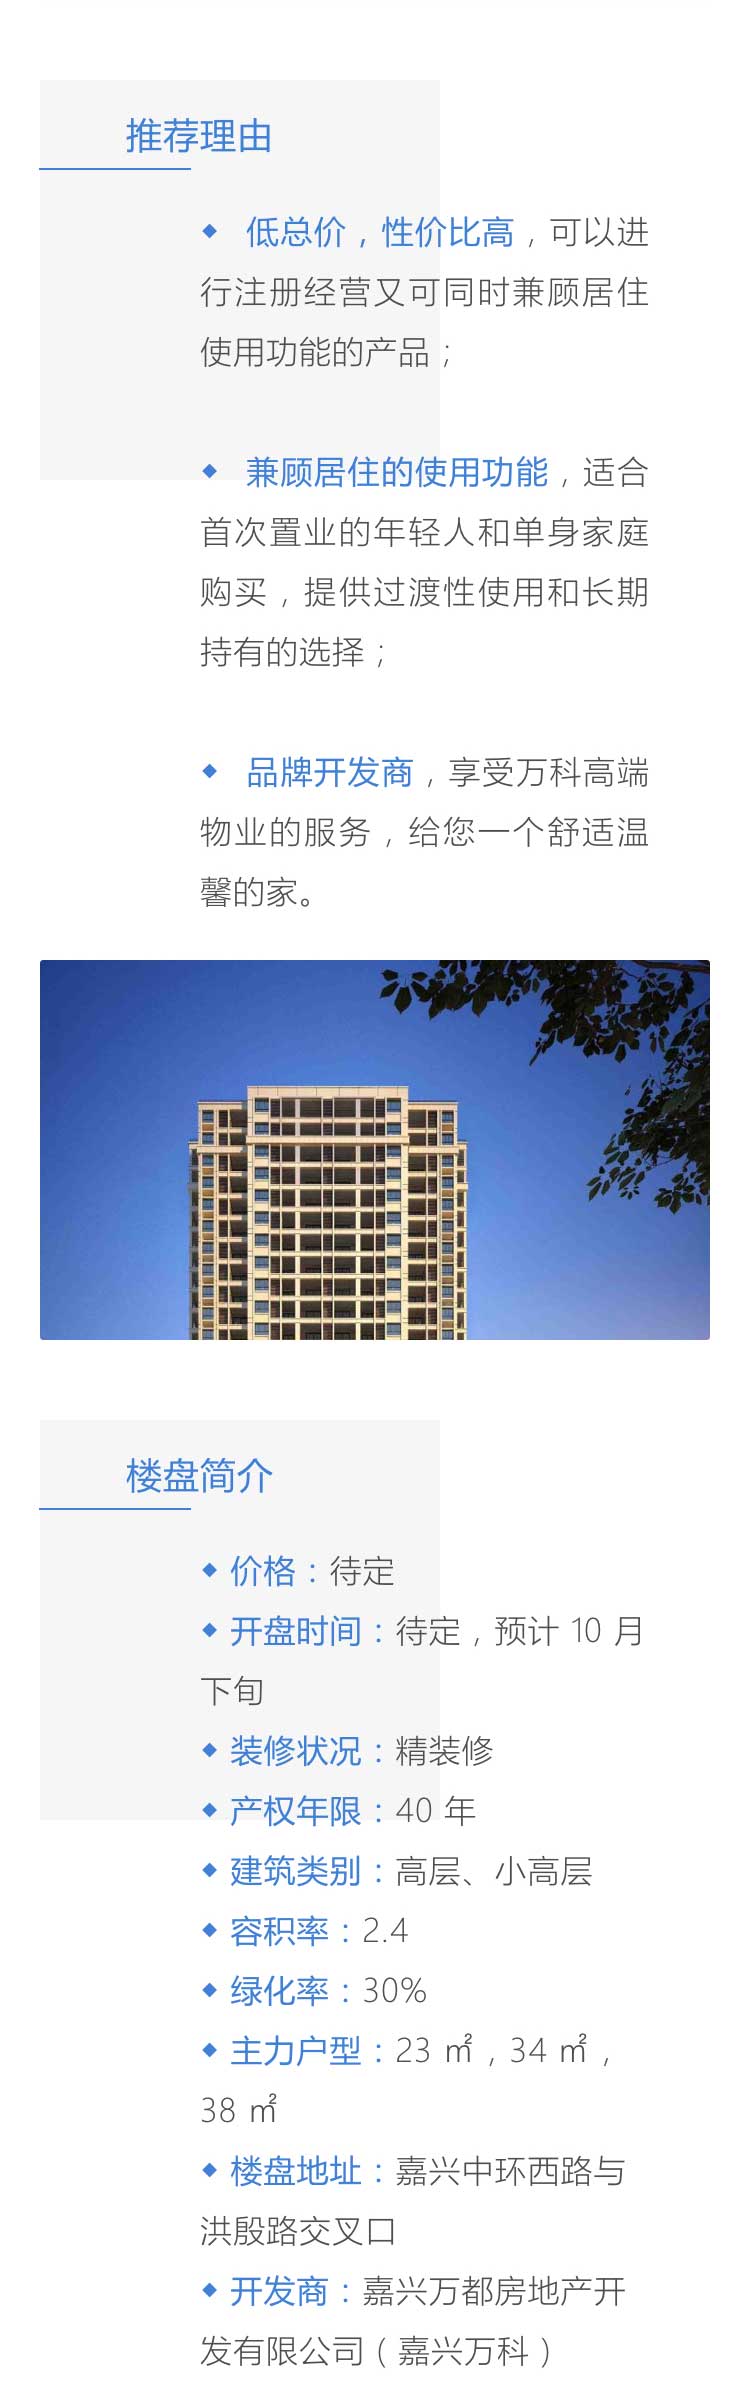 推荐理由
◆ 低总价，性价比高，可以进
行注册经营又可同时兼顾居住
使用功能的产品；
◆ 兼顾居住的使用功能，适合
首次置业的年轻人和单身家庭
购买，提供过渡性使用和长期
持有的选择；
◆ 品牌开发商，享受万科高端
物业的服务，给您一个舒适温
馨的家。
楼盘简介
◆ 价格：待定
◆ 开盘时间：待定，预计 10 月
下旬
◆ 装修状况：精装修
◆ 产权年限：40 年
◆ 建筑类别：高层、小高层
◆ 容积率：2.4
◆ 绿化率：30%
◆ 主力户型：23 ㎡，34 ㎡，
38 ㎡
◆ 楼盘地址：嘉兴中环西路与
洪殷路交叉口
◆ 开发商：嘉兴万都房地产开
发有限公司（嘉兴万科）